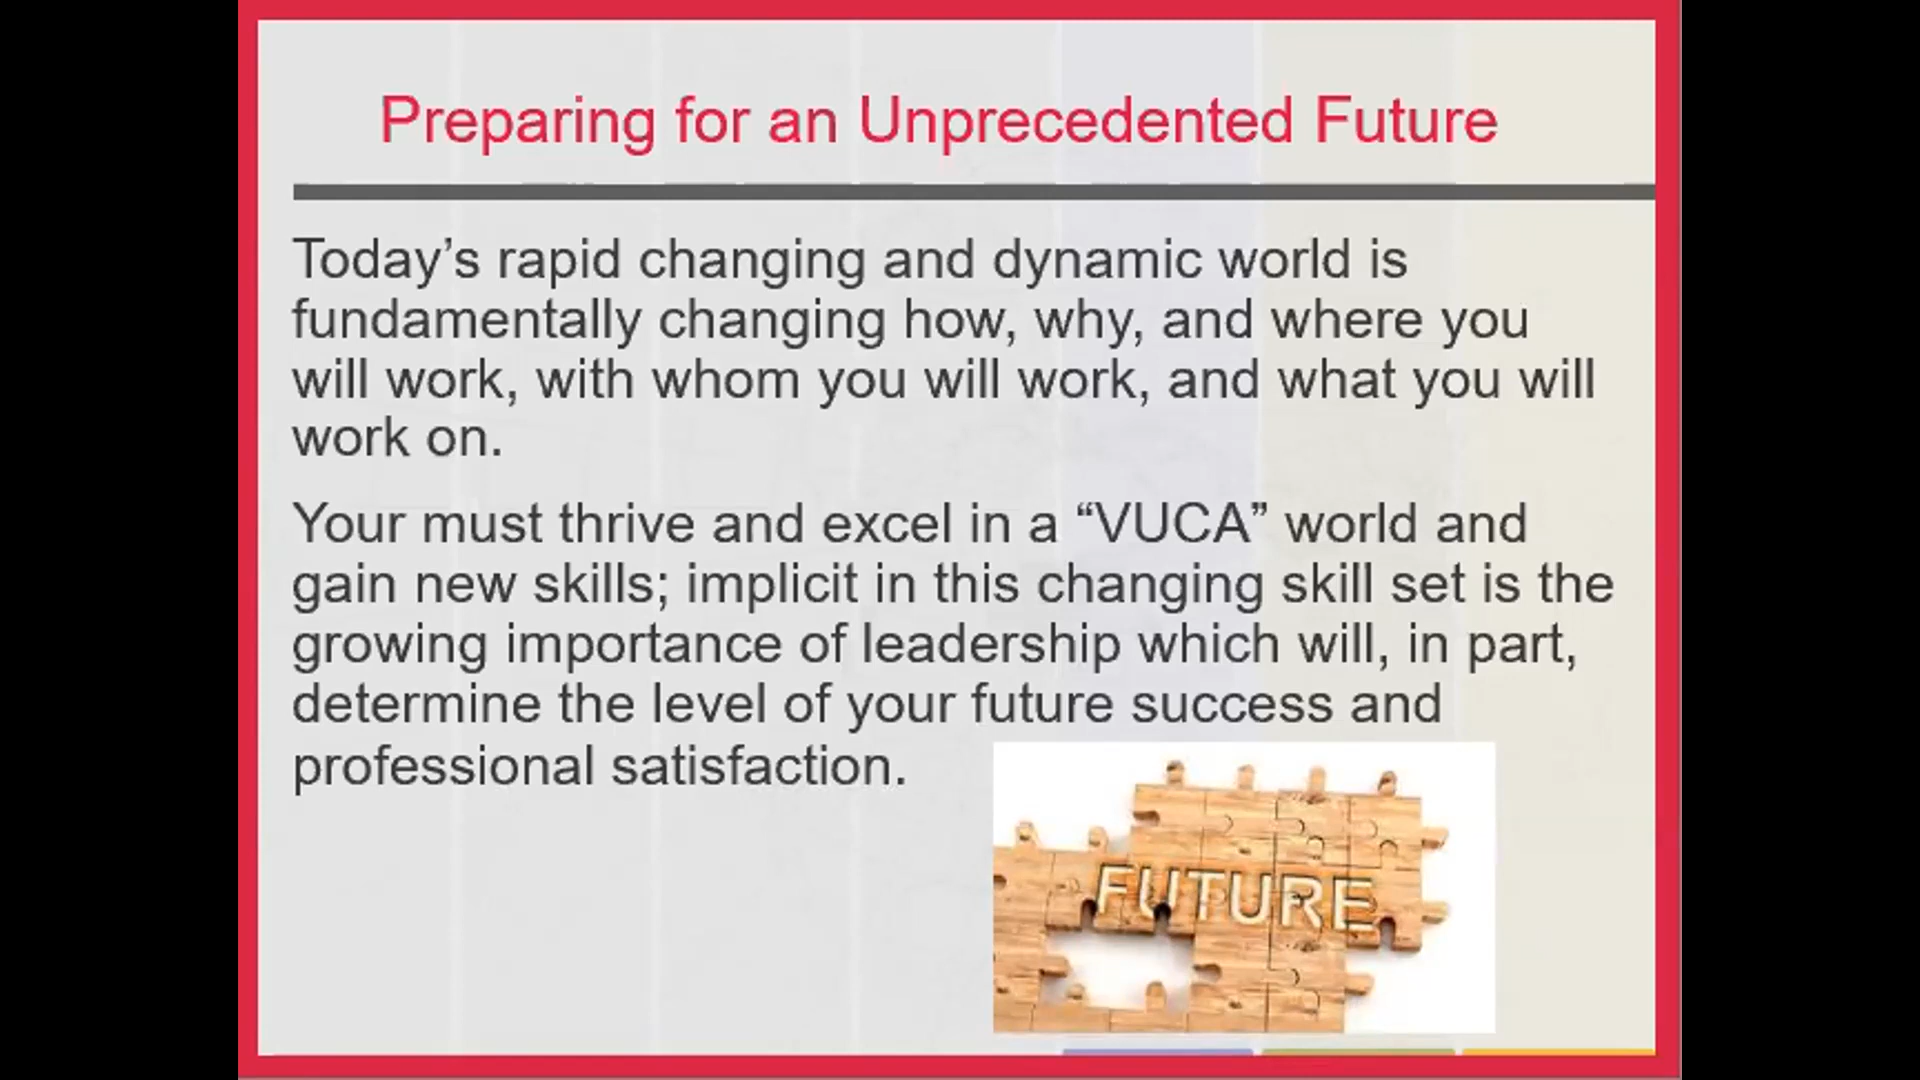 Preparing for an Unprecedented Future
Today’s rapid changing and dynamic world is
fundamentally changing how, why, and where you
will work, with whom you will work, and what you will
work on.
Your must thrive and excel in a “VUCA” world and
gain new skills; implicit in this changing skill set is the
growing importance of leadership which will, in part,
determine the level of your future success and
professional satisfaction.
FUTURE